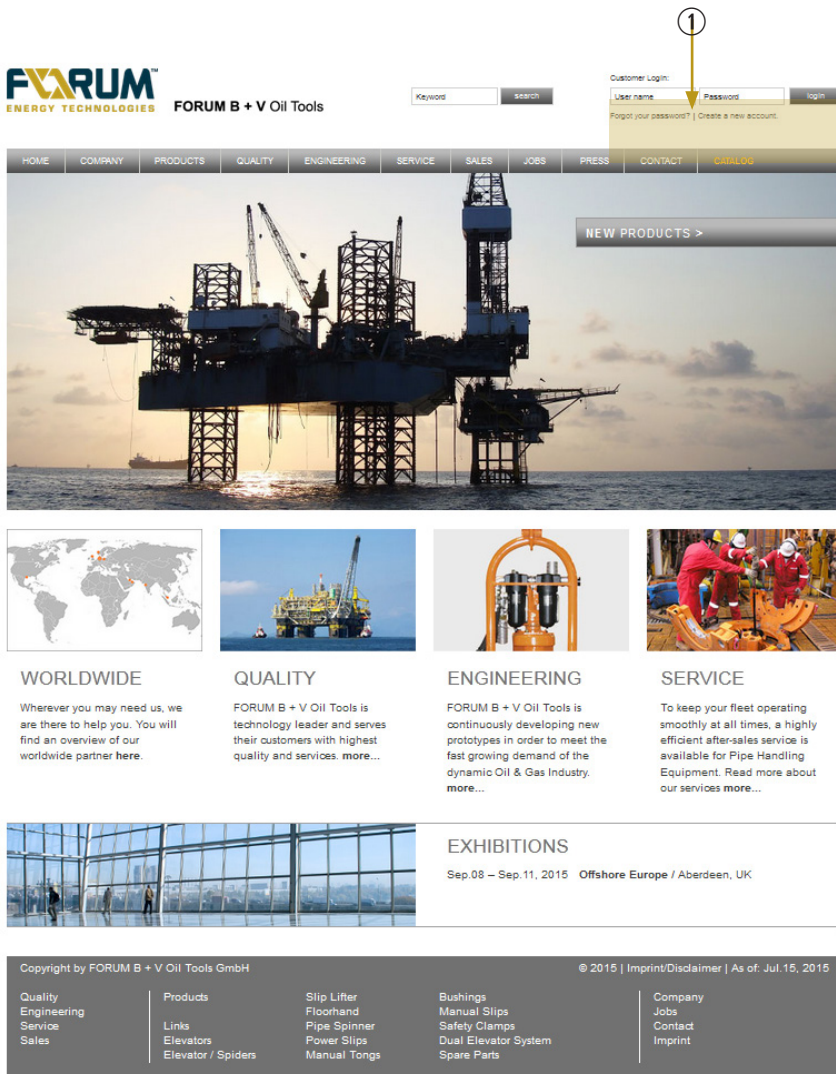 1
FORUM™
ENERGY TECHNOLOGIES
FORUM B + V Oil Tools
Keyword search
Customer Login:
User name Password login
Forgot your password? | Create a new account.
HOME COMPANY PRODUCTS QUALITY ENGINEERING SERVICE SALES JOBS PRESS CONTACT CATALOG
NEW PRODUCTS >
WORLDWIDE
Wherever you may need us, we
are there to help you. You will
find an overview of our
worldwide partner here.
QUALITY
FORUM B + V Oil Tools is
technology leader and serves
their customers with highest
quality and services. more...
ENGINEERING
FORUM B + V Oil Tools is
continuously developing new
prototypes in order to meet the
fast growing demand of the
dynamic Oil & Gas Industry.
more...
SERVICE
To keep your fleet operating
smoothly at all times, a highly
efficient after-sales service is
available for Pipe Handling
Equipment. Read more about
our services more...
EXHIBITIONS
Sep.08 – Sep.11, 2015 Offshore Europe / Aberdeen, UK
Copyright by FORUM B + V Oil Tools GmbH
© 2015 | Imprint/Disclaimer | As of: Jul.15, 2015
Quality
Engineering
Service
Sales
Products
Links
Elevators
Elevator / Spiders
Slip Lifter
Floorhand
Pipe Spinner
Power Slips
Manual Tongs
Bushings
Manual Slips
Safety Clamps
Dual Elevator System
Spare Parts
Company
Jobs
Contact
Imprint